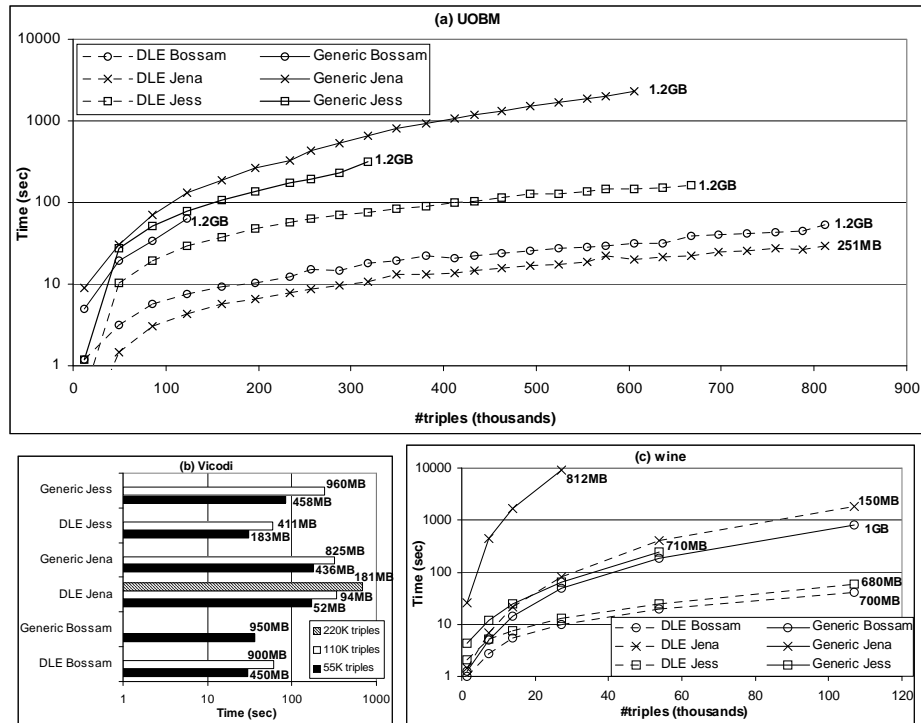 (a) UOBM
10000
1000
100
10
1
Time (sec)
DLE Bossam
Generic Bossam
DLE Jena
Generic Jena
DLE Jess
Generic Jess
1.2GB
1.2GB
1.2GB
1.2GB
1.2GB
251MB
0 100 200 300 400 500 600 700 800 900
#triples (thousands)
(b) Vicodi
Generic Jess
960MB
458MB
DLE Jess
411MB
183MB
Generic Jena
825MB
436MB
DLE Jena
181MB
94MB
52MB
Generic Bossam
950MB
DLE Bossam
900MB
450MB
220K triples
110K triples
55K triples
1 10 100 1000
Time (sec)
(c) wine
10000
1000
100
10
1
Time (sec)
812MB
150MB
1GB
710MB
680MB
700MB
DLE Bossam
Generic Bossam
DLE Jena
Generic Jena
DLE Jess
Generic Jess
0 20 40 60 80 100 120
#triples (thousands)